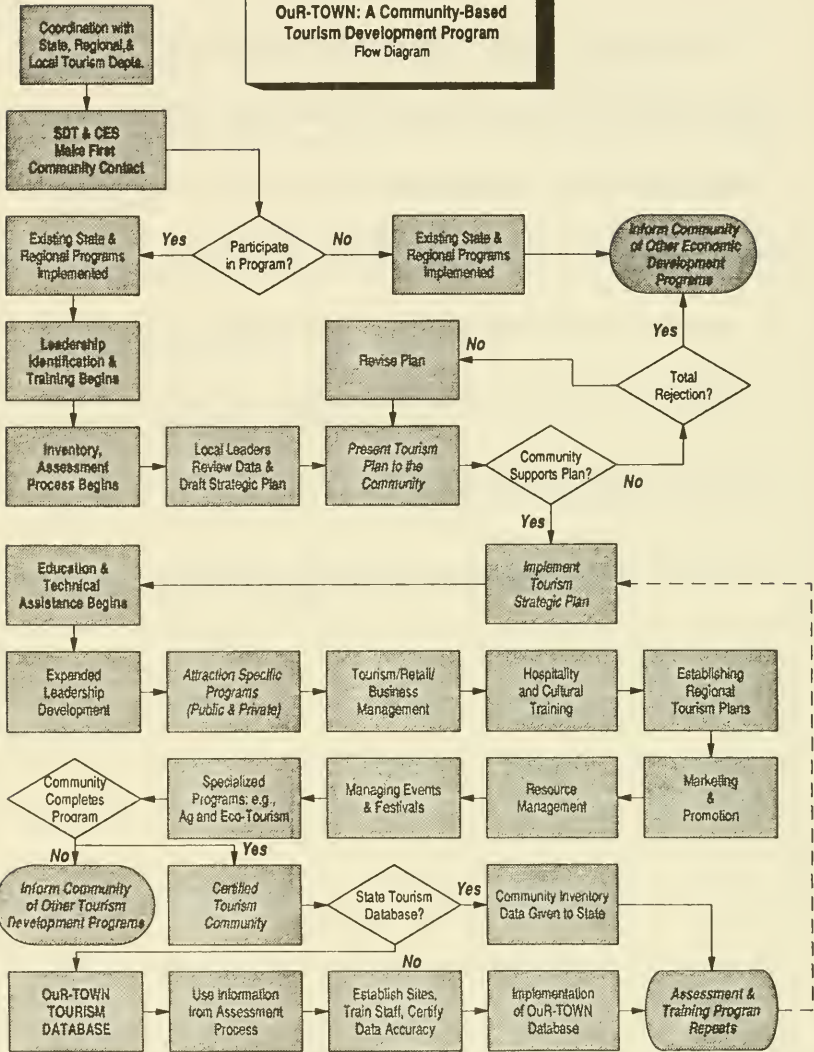 OuR-TOWN: A Community-Based
Tourism Development Program
Flow Diagram
Coordination with
State, Regional,&
Local Tourism Depts.
SDT & CES
Make First
Community Contact
Participate
in Program?
Yes
No
Existing State &
Regional Programs
Implemented
Existing State &
Regional Programs
Implemented
Inform Community
of Other Economic
Development
Programs
Leadership
Identification &
Training Begins
Revise Plan
No
Yes
Total
Rejection?
Inventory,
Assessment
Process Begins
Local Leaders
Review Data &
Draft Strategic Plan
Present Tourism
Plan to the
Community
Community
Supports Plan?
No
Yes
Education &
Technical
Assistance Begins
Implement
Tourism
Strategic Plan
Expanded
Leadership
Development
Attraction Specific
Programs
(Public & Private)
Tourism/Retail/
Business
Management
Hospitality
and Cultural
Training
Establishing
Regional
Tourism Plans
Community
Completes
Program
Specialized
Programs: e.g.,
Ag and Eco-Tourism
Managing Events
& Festivals
Resource
Management
Marketing
&
Promotion
No
Yes
Inform Community
of Other Tourism
Development Programs
Certified
Tourism
Community
State Tourism
Database?
Yes
Community Inventory
Data Given to State
No
OuR-TOWN
TOURISM
DATABASE
Use Information
from Assessment
Process
Establish Sites,
Train Staff, Certify
Data Accuracy
Implementation
of OuR-TOWN
Database
Assessment &
Training Program
Repeats